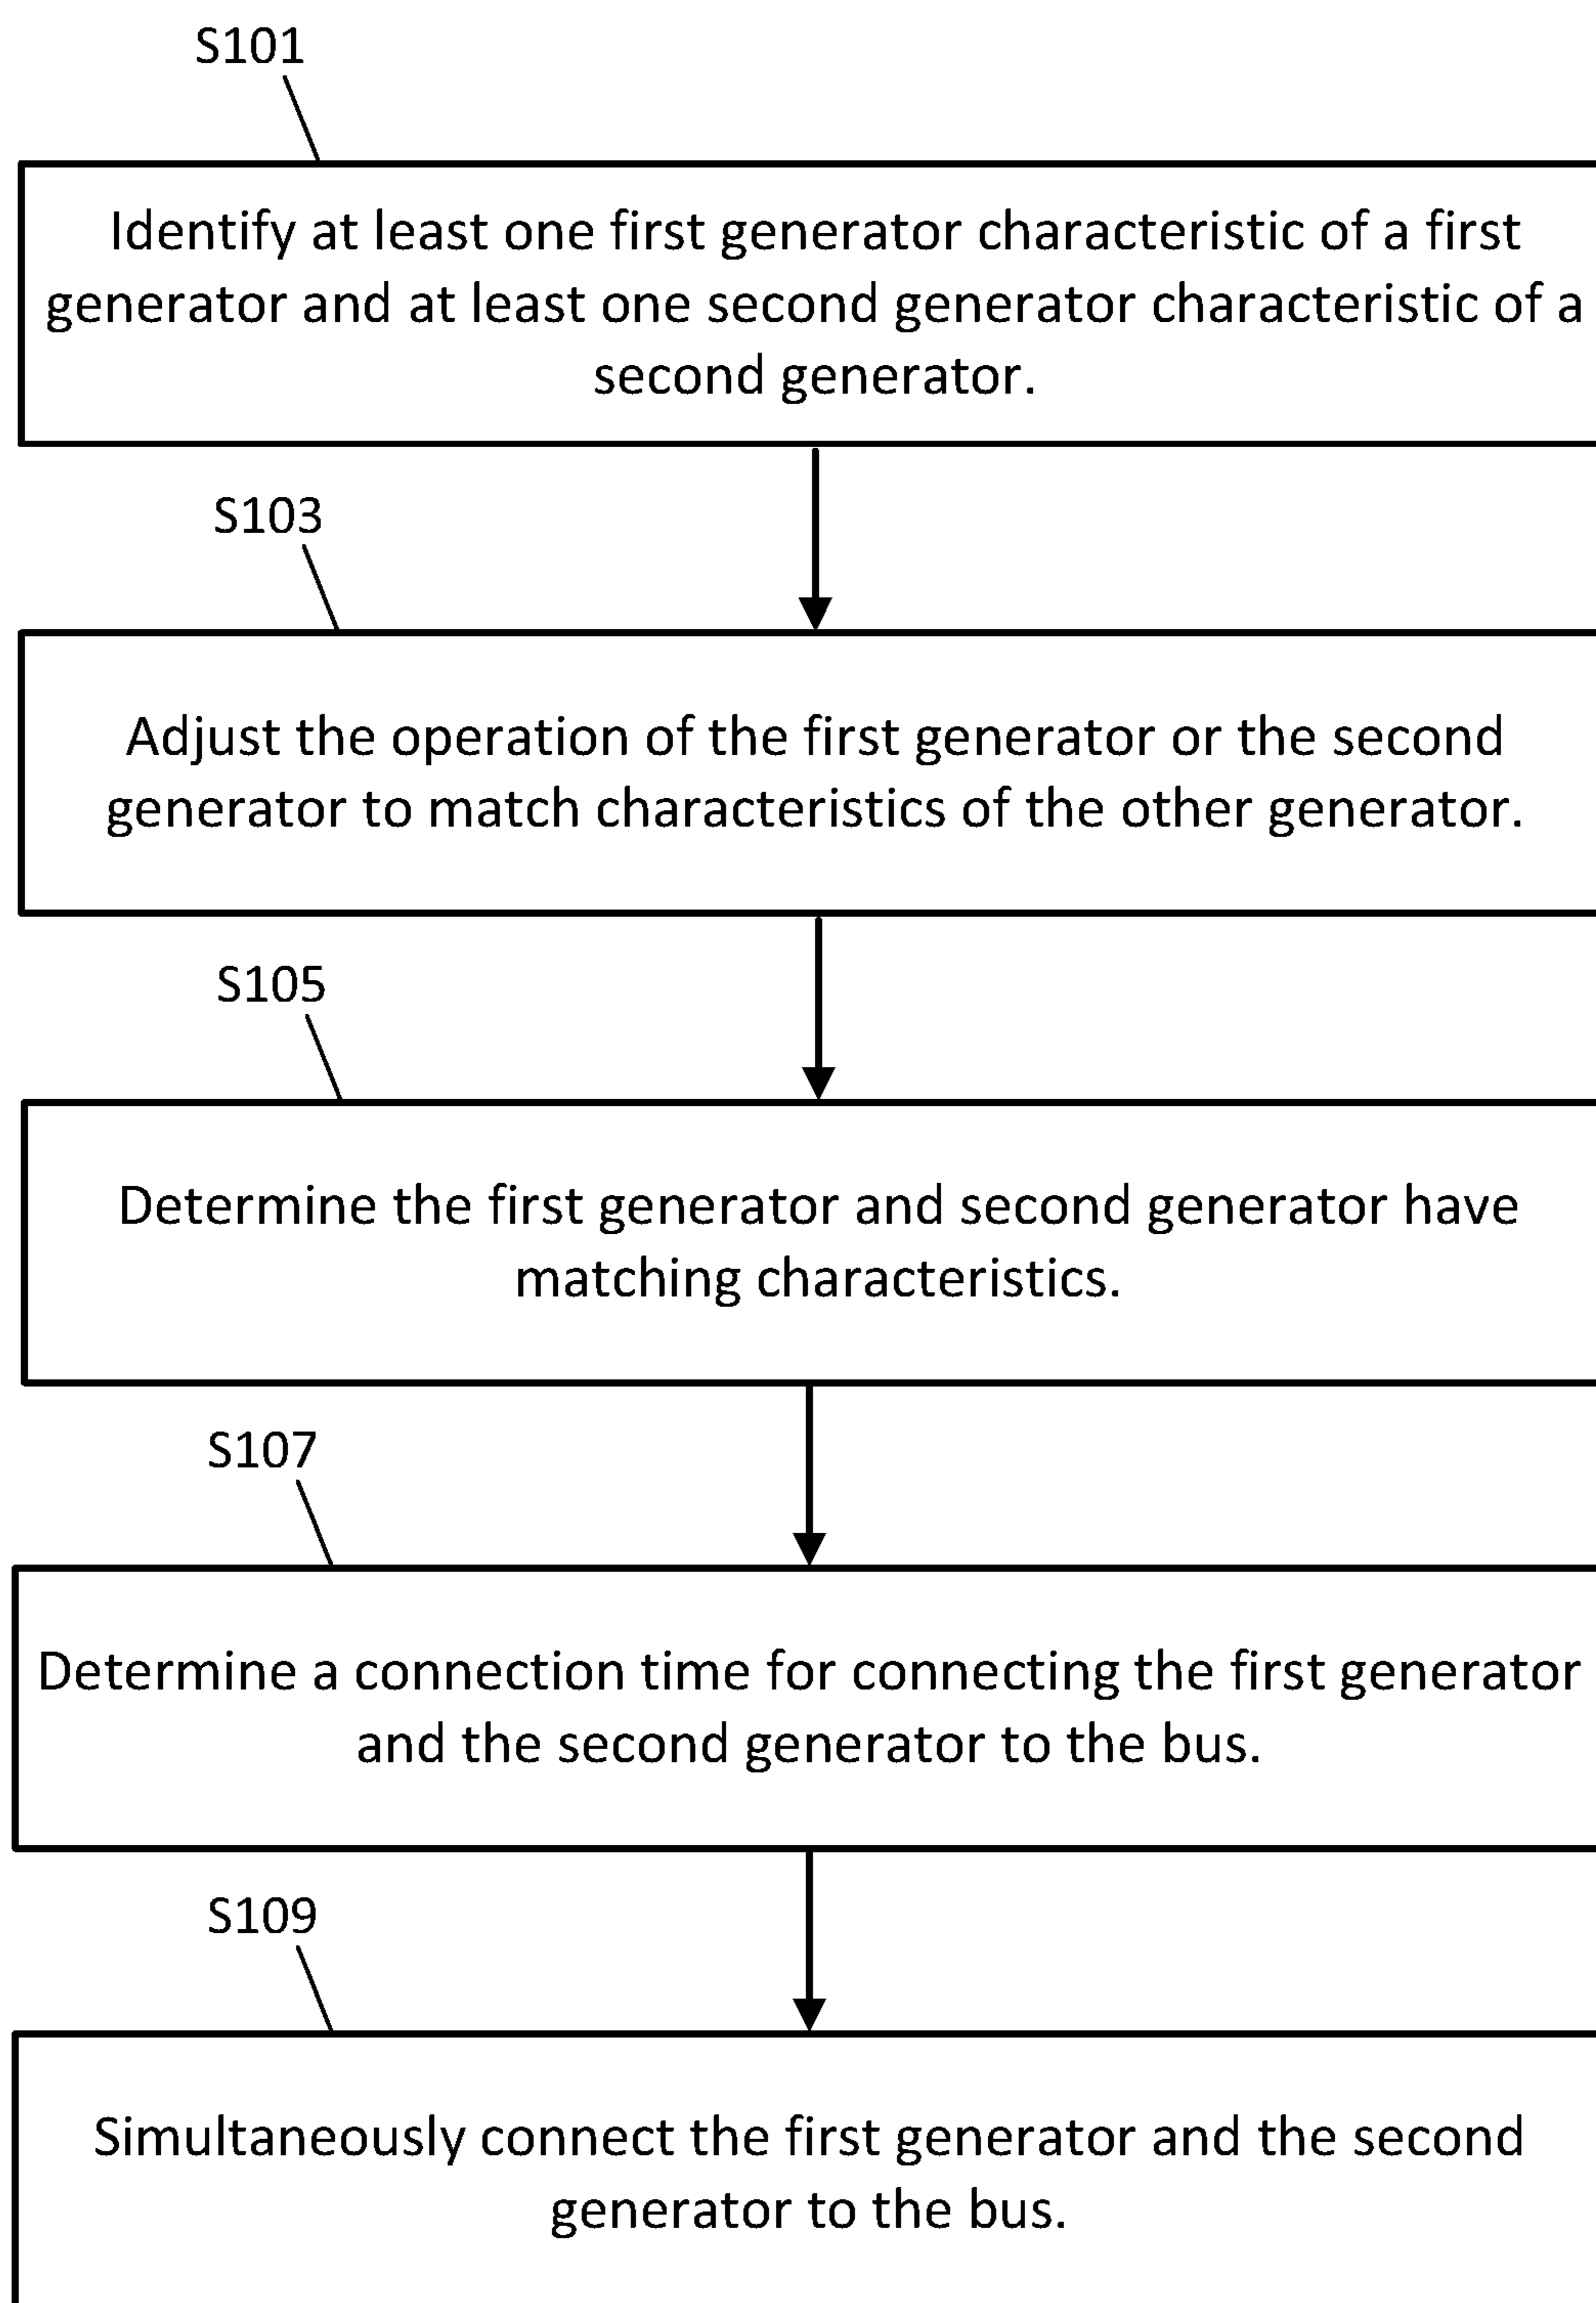 S101
Identify at least one first generator characteristic of a first
generator and at least one second generator characteristic of a
second generator.
S103
Adjust the operation of the first generator or the second
generator to match characteristics of the other generator.
S105
Determine the first generator and second generator have
matching characteristics.
S107
Determine a connection time for connecting the first generator
and the second generator to the bus.
S109
Simultaneously connect the first generator and the second
generator to the bus.